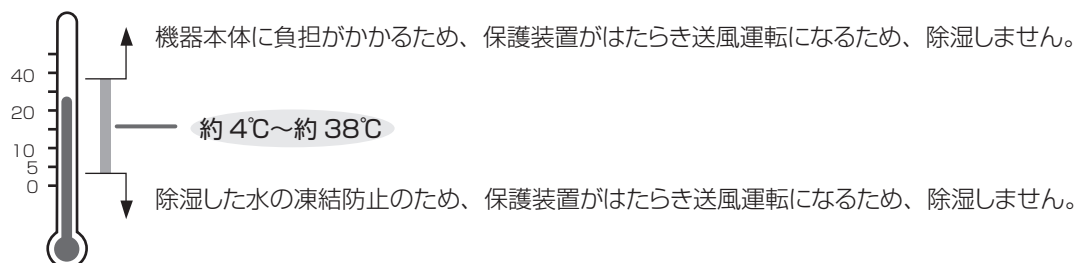 機器本体に負担がかかるため、保護装置がはたらき送風運転になるため、除湿しません。
40
20
約 4℃～約 38℃
10
5
0
除湿した水の凍結防止のため、保護装置がはたらき送風運転になるため、除湿しません。